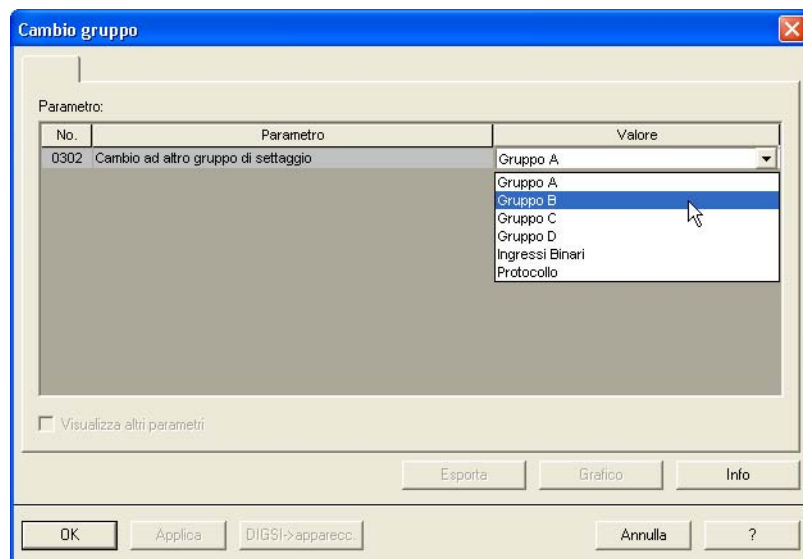 Cambio gruppo
Parametro:
No. Parametro Valore
0302 Cambio ad altro gruppo di settaggio Gruppo A
Gruppo A
Gruppo B
Gruppo C
Gruppo D
Ingressi Binari
Protocollo
Visualizza altri parametri
Esporta Grafico Info
OK Applica DIGSI->apparecc. Annulla ?